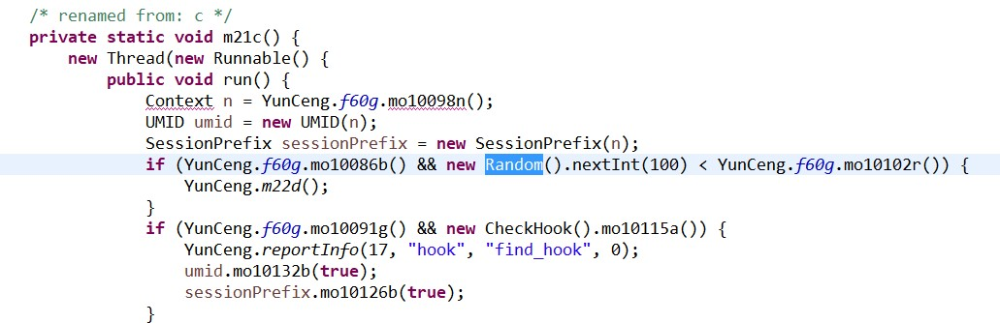 /* renamed from: c */
private static void m21c() {
new Thread(new Runnable() {
public void run() {
Context n = YunCeng.f60g.mo10098n();
UMID umid = new UMID(n);
SessionPrefix sessionPrefix = new SessionPrefix(n);
if (YunCeng.f60g.mo10086b() && new Random().nextInt(100) < YunCeng.f60g.mo10102r()) {
YunCeng.m22d();
}
if (YunCeng.f60g.mo10091g() && new CheckHook().mo10115a()) {
YunCeng.reportInfo(17, "hook", "find_hook", 0);
umid.mo10132b(true);
sessionPrefix.mo10126b(true);
}